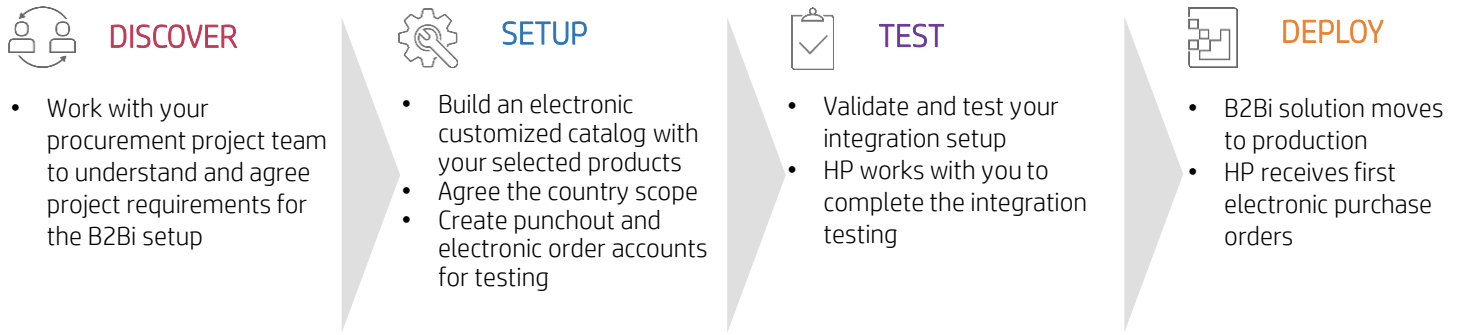 DISCOVER
• Work with your
procurement project team
to understand and agree
project requirements for
the B2Bi setup
SETUP
• Build an electronic
customized catalog with
your selected products
• Agree the country scope
• Create punchout and
electronic order accounts
for testing
TEST
• Validate and test your
integration setup
• HP works with you to
complete the integration
testing
DEPLOY
• B2Bi solution moves
to production
• HP receives first
electronic purchase
orders